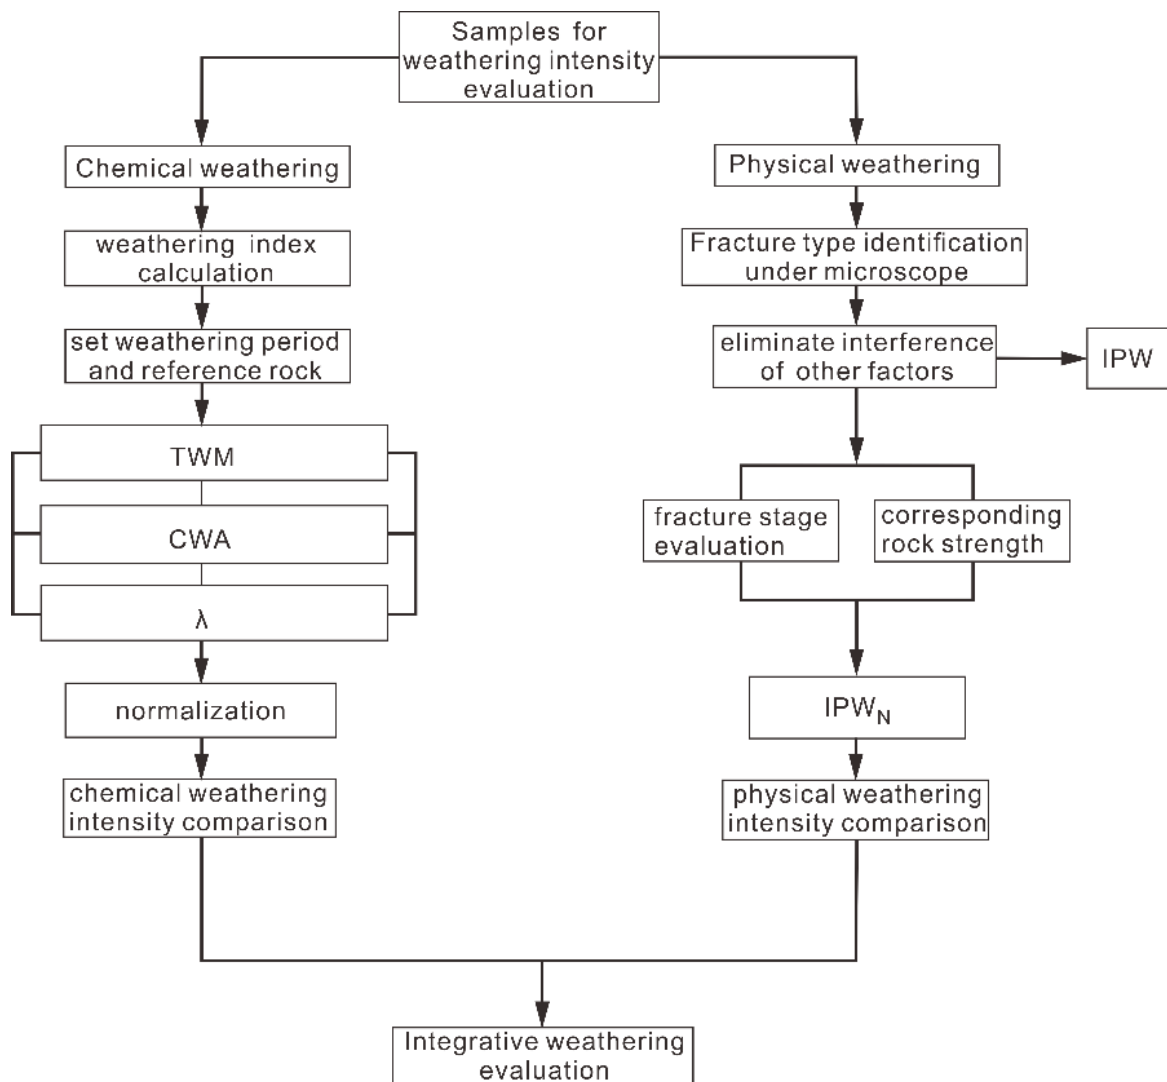 Samples for
weathering intensity
evaluation
Chemical weathering
Physical weathering
weathering index
calculation
Fracture type identification
under microscope
set weathering period
and reference rock
eliminate interference
of other factors
IPW
TWM
CWA
λ
fracture stage
evaluation
corresponding
rock strength
normalization
IPWN
chemical weathering
intensity comparison
physical weathering
intensity comparison
Integrative weathering
evaluation